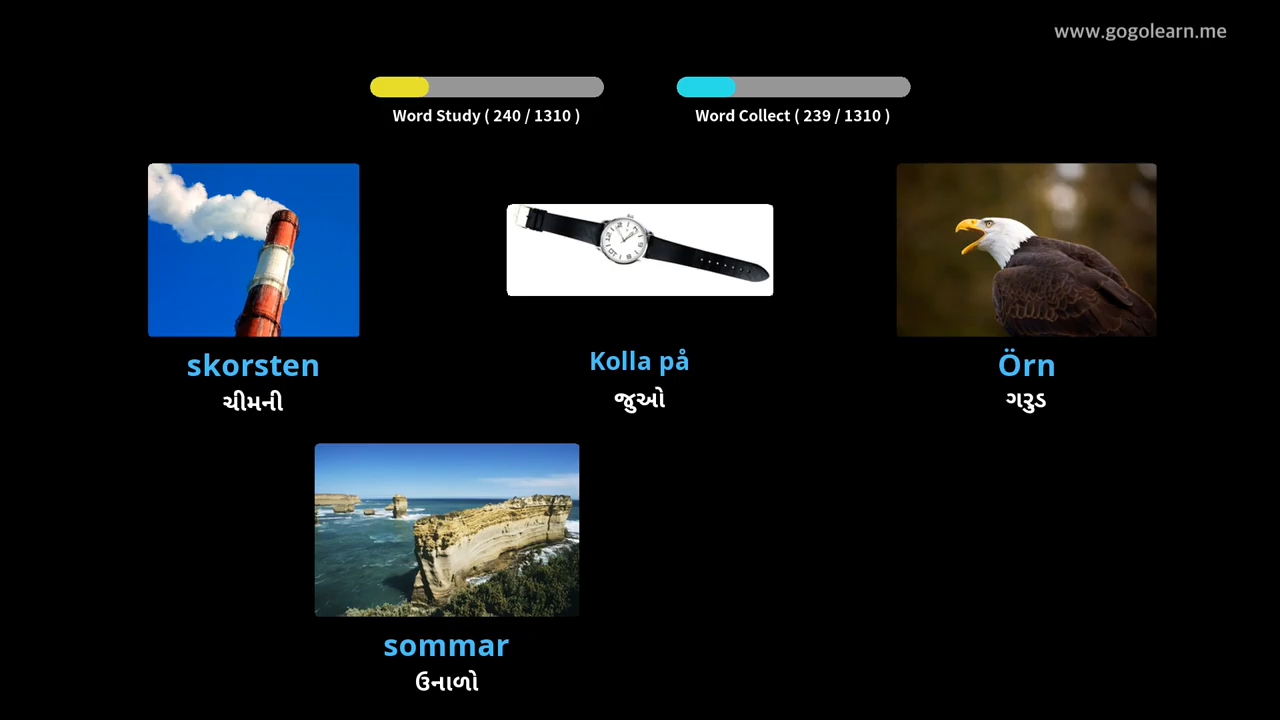 www.gogolearn.me
Word Study ( 240 / 1310 )
Word Collect ( 239 / 1310 )
skorsten
ચીમની
Kolla på
જુઓ
Örn
ગરુડ
sommar
ઉનાળો